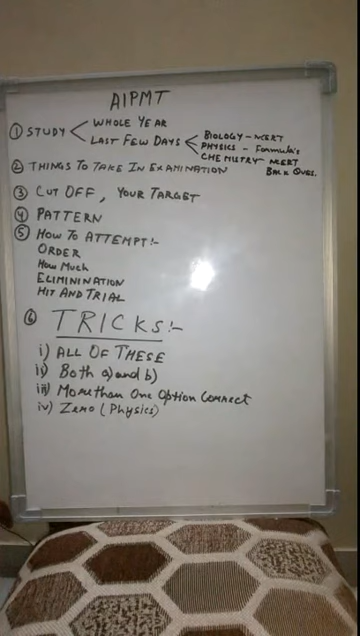 AIPMT
① STUDY < WHOLE YEAR
LAST FEW DAYS < BIOLOGY - NCERT
PHYSICS - Formula's
CHEMISTRY - NCERT
BACK QUES.
② THINGS TO TAKE IN EXAMINATION
③ CUT OFF, YOUR TARGET
④ PATTERN
⑤ HOW TO ATTEMPT:-
ORDER
How Much
ELIMININATION
HIT AND TRIAL
⑥ TRICKS:-
i) ALL OF THESE
ii) Both a) and b)
iii) More than One Option Correct
iv) Zero (Physics)